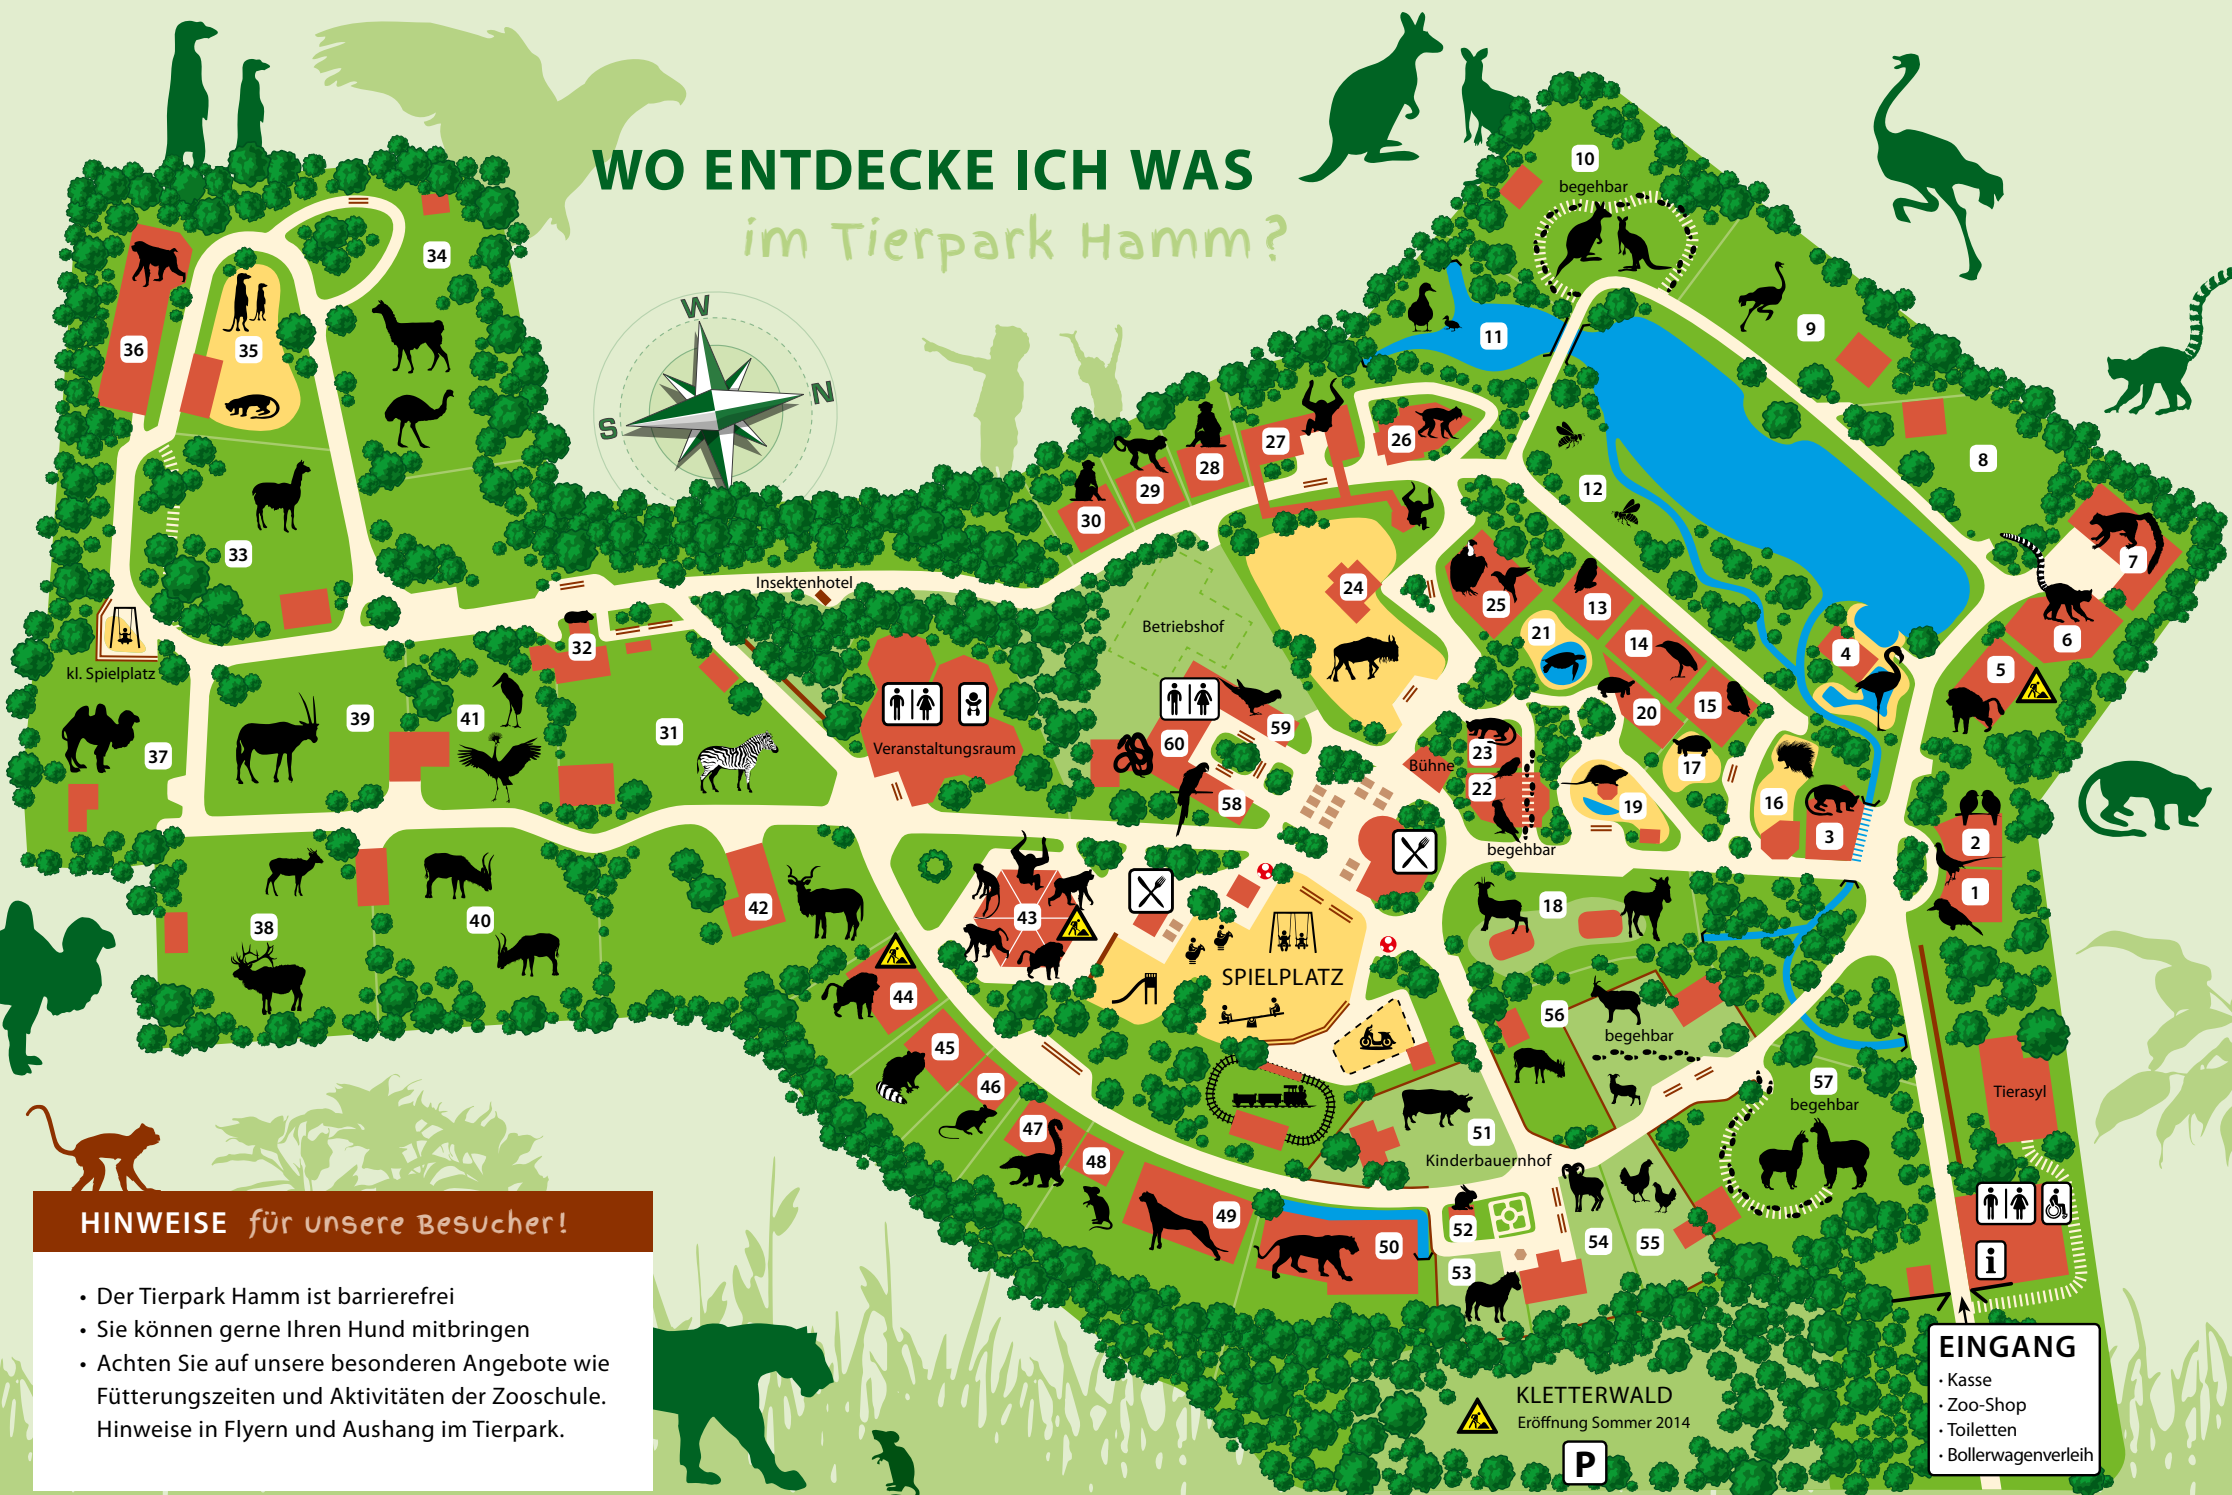 WO ENTDECKE ICH WAS
im Tierpark Hamm?
W
N
S
10
begehbar
34
9
11
36
35
26
27
8
28
29
12
30
33
7
Insektenhotel
24
25
13
Betriebshof
21
6
14
32
4
5
kl. Spielplatz
15
20
39
41
31
59
60
Veranstaltungsraum
37
23
17
Bühne
22
58
16
19
3
2
begehbar
1
18
42
43
40
38
SPIELPLATZ
44
56
begehbar
45
57
begehbar
Tierasyl
46
47
51
48
Kinderbauernhof
49
52
50
54
55
53
HINWEISE für unsere Besucher!
• Der Tierpark Hamm ist barrierefrei
• Sie können gerne Ihren Hund mitbringen
• Achten Sie auf unsere besonderen Angebote wie
Fütterungszeiten und Aktivitäten der Zooschule.
Hinweise in Flyern und Aushang im Tierpark.
i
KLETTERWALD
Eröffnung Sommer 2014
P
EINGANG
· Kasse
· Zoo-Shop
· Toiletten
· Bollerwagenverleih